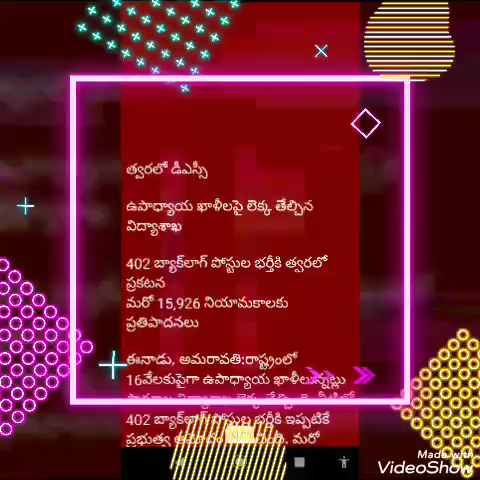 త్వరలో డీఎస్సీ
ఉపాధ్యాయ ఖాళీలపై లెక్క తేల్చిన
విద్యాశాఖ
402 బ్యాక్‌లాగ్ పోస్టుల భర్తీకి త్వరలో
ప్రకటన
మరో 15,926 నియామకాలకు
ప్రతిపాదనలు
ఈనాడు, అమరావతి:రాష్ట్రంలో
16వేలకుపైగా ఉపాధ్యాయ ఖాళీలున్నట్లు
402 బ్యాక్‌లాగ్ పోస్టుల భర్తీకి ఇప్పటికే
ప్రభుత్వ మరో
Made with
VideoShow